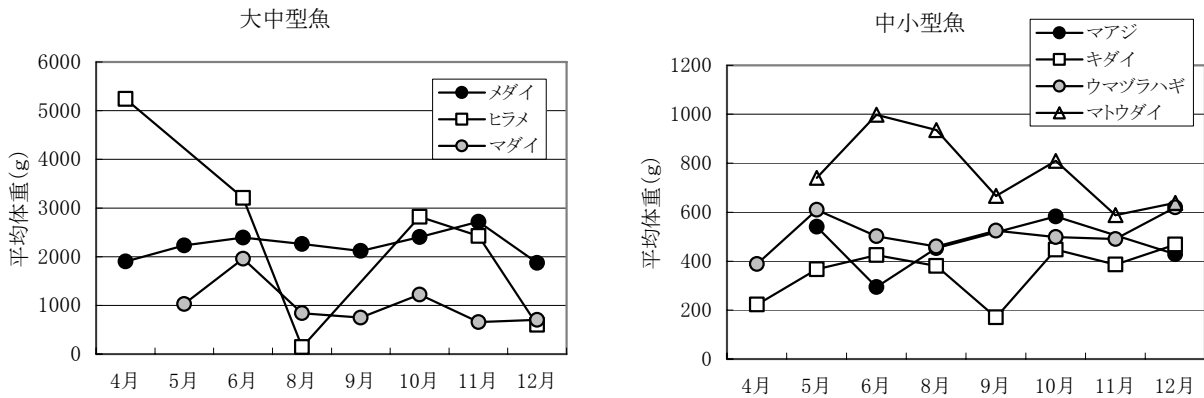 大中型魚
平均体重(g)
6000
5000
4000
3000
2000
1000
0
メダイ
ヒラメ
マダイ
4月 5月 6月 8月 9月 10月 11月 12月
中小型魚
平均体重(g)
1200
1000
800
600
400
200
0
マアジ
キダイ
ウマヅラハギ
マトウダイ
4月 5月 6月 8月 9月 10月 11月 12月